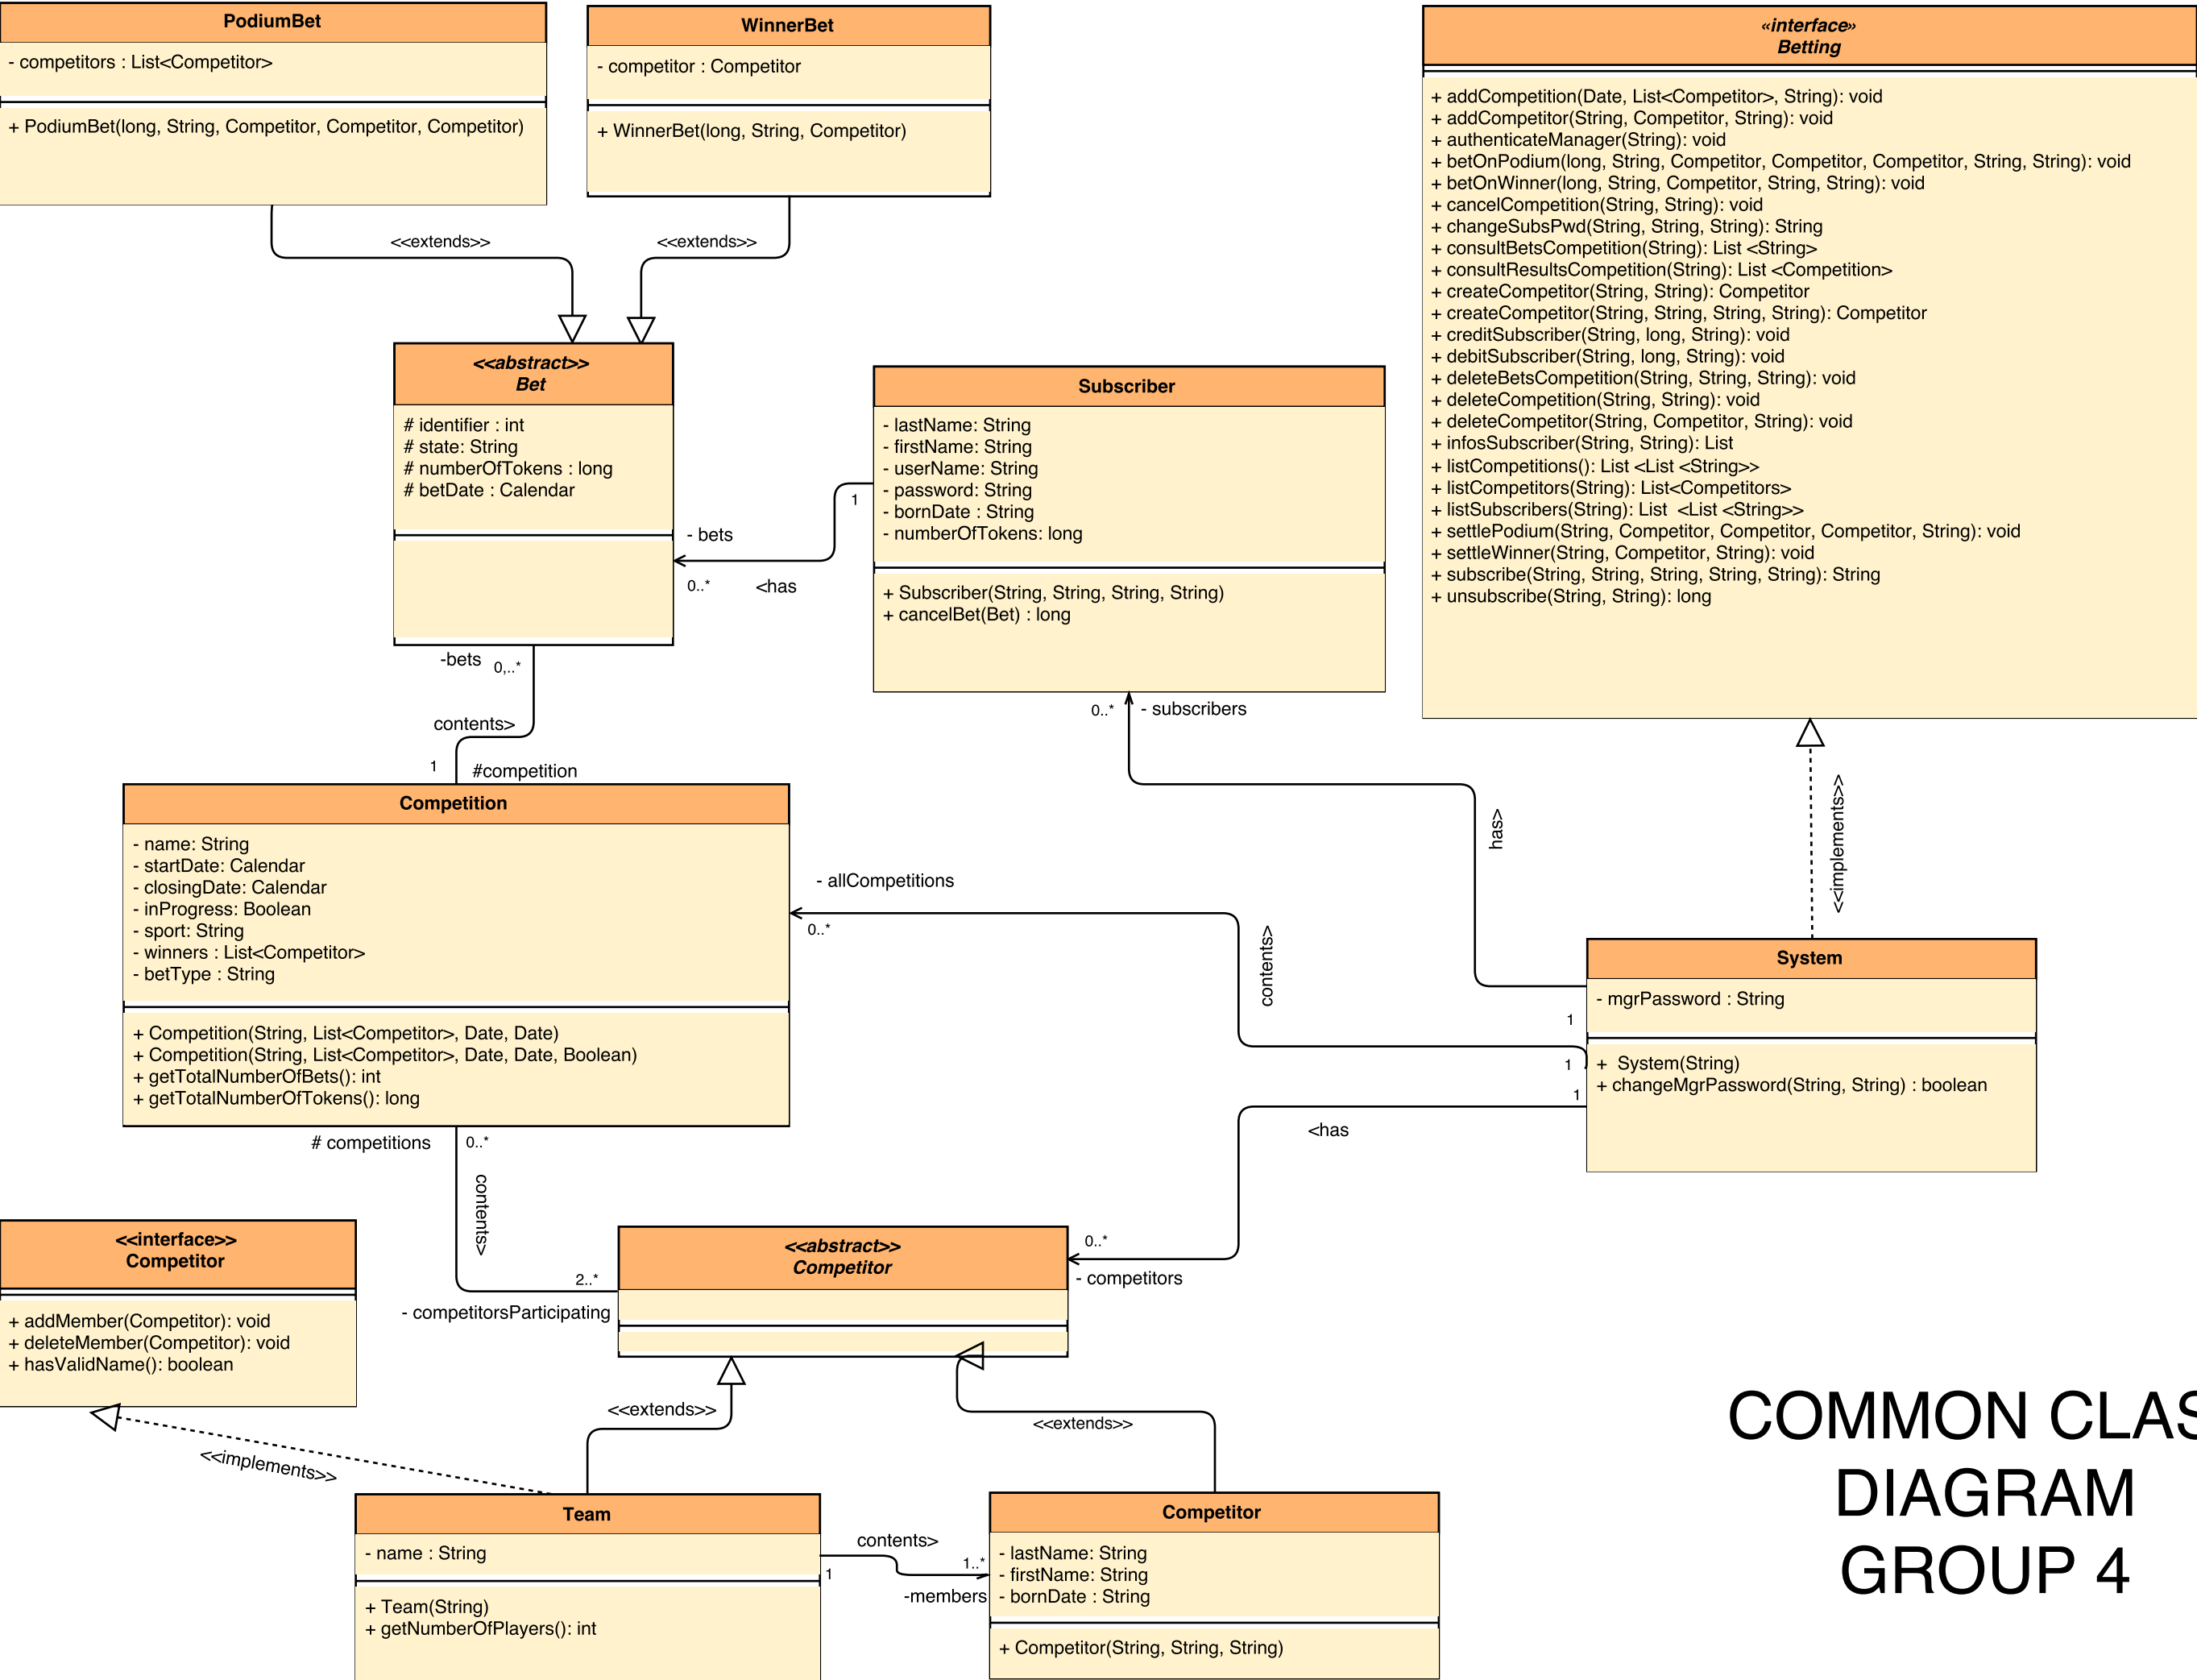 PodiumBet
- competitors : List<Competitor>
+ PodiumBet(long, String, Competitor, Competitor, Competitor)
WinnerBet
- competitor : Competitor
+ WinnerBet(long, String, Competitor)
«interface»
Betting
+ addCompetition(Date, List<Competitor>, String): void
+ addCompetitor(String, Competitor, String): void
+ authenticateManager(String): void
+ betOnPodium(long, String, Competitor, Competitor, Competitor, String, String): void
+ betOnWinner(long, String, Competitor, String, String): void
+ cancelCompetition(String, String): void
+ changeSubsPwd(String, String, String): String
+ consultBetsCompetition(String): List <String>
+ consultResultsCompetition(String): List <Competition>
+ createCompetitor(String, String): Competitor
+ createCompetitor(String, String, String, String): Competitor
+ creditSubscriber(String, long, String): void
+ debitSubscriber(String, long, String): void
+ deleteBetsCompetition(String, String, String): void
+ deleteCompetition(String, String): void
+ deleteCompetitor(String, Competitor, String): void
+ infosSubscriber(String, String): List
+ listCompetitions(): List <List <String>>
+ listCompetitors(String): List<Competitors>
+ listSubscribers(String): List  <List <String>>
+ settlePodium(String, Competitor, Competitor, Competitor, String): void
+ settleWinner(String, Competitor, String): void
+ subscribe(String, String, String, String, String): String
+ unsubscribe(String, String): long
<<extends>>
<<extends>>
<<abstract>>
Bet
# identifier : int
# state: String
# numberOfTokens : long
# betDate : Calendar
Subscriber
- lastName: String
- firstName: String
- userName: String
- password: String
- bornDate : String
- numberOfTokens: long
+ Subscriber(String, String, String, String)
+ cancelBet(Bet) : long
1
- bets
0..*
<has
-bets
0,..*
contents>
1
#competition
0..*
- subscribers
has>
<<implements>>
Competition
- name: String
- startDate: Calendar
- closingDate: Calendar
- inProgress: Boolean
- sport: String
- winners : List<Competitor>
- betType : String
+ Competition(String, List<Competitor>, Date, Date)
+ Competition(String, List<Competitor>, Date, Date, Boolean)
+ getTotalNumberOfBets(): int
+ getTotalNumberOfTokens(): long
- allCompetitions
0..*
contents>
System
- mgrPassword : String
+  System(String)
+ changeMgrPassword(String, String) : boolean
1
1
1
<has
# competitions
0..*
contents>
2..*
- competitorsParticipating
0..*
- competitors
<<interface>>
Competitor
+ addMember(Competitor): void
+ deleteMember(Competitor): void
+ hasValidName(): boolean
<<abstract>>
Competitor
<<extends>>
<<extends>>
<<implements>>
Team
- name : String
+ Team(String)
+ getNumberOfPlayers(): int
contents>
1
1..*
-members
Competitor
- lastName: String
- firstName: String
- bornDate : String
+ Competitor(String, String, String)
COMMON CLAS
DIAGRAM
GROUP 4